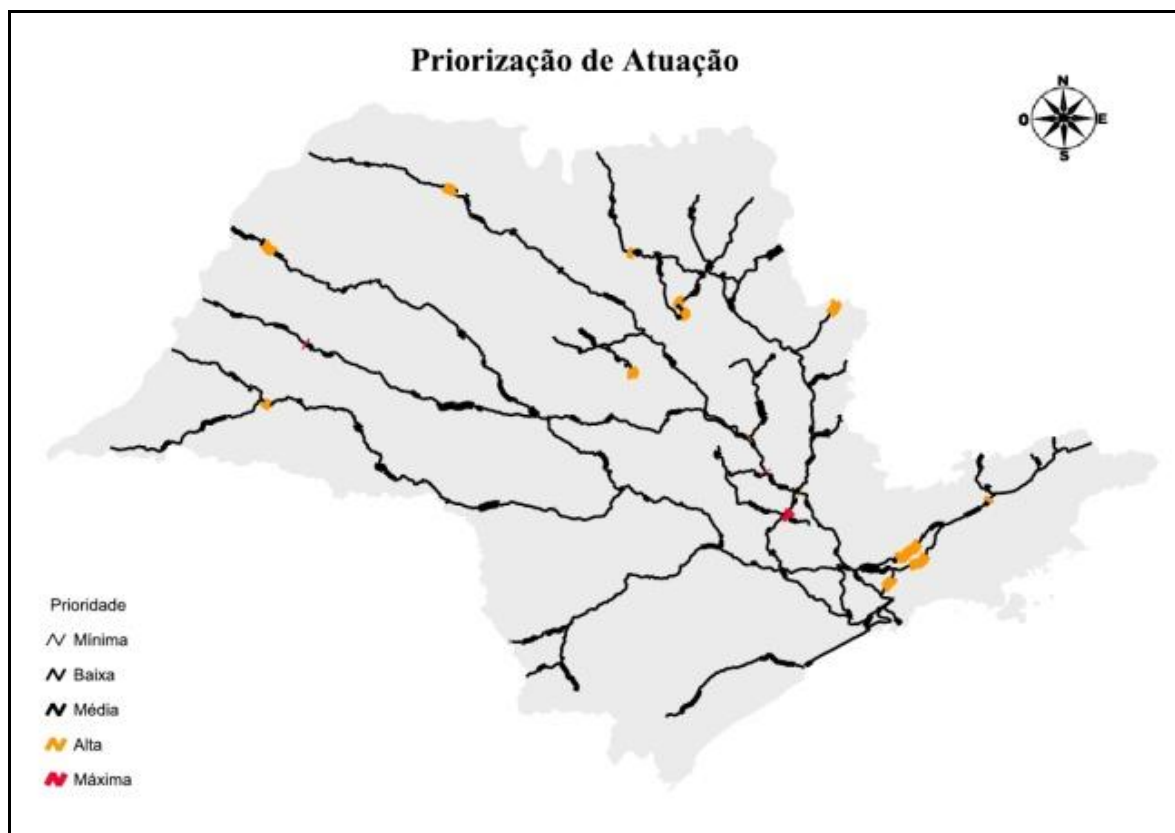 Priorização de Atuação
N
O
E
S
Prioridade
Mínima
Baixa
Média
Alta
Máxima